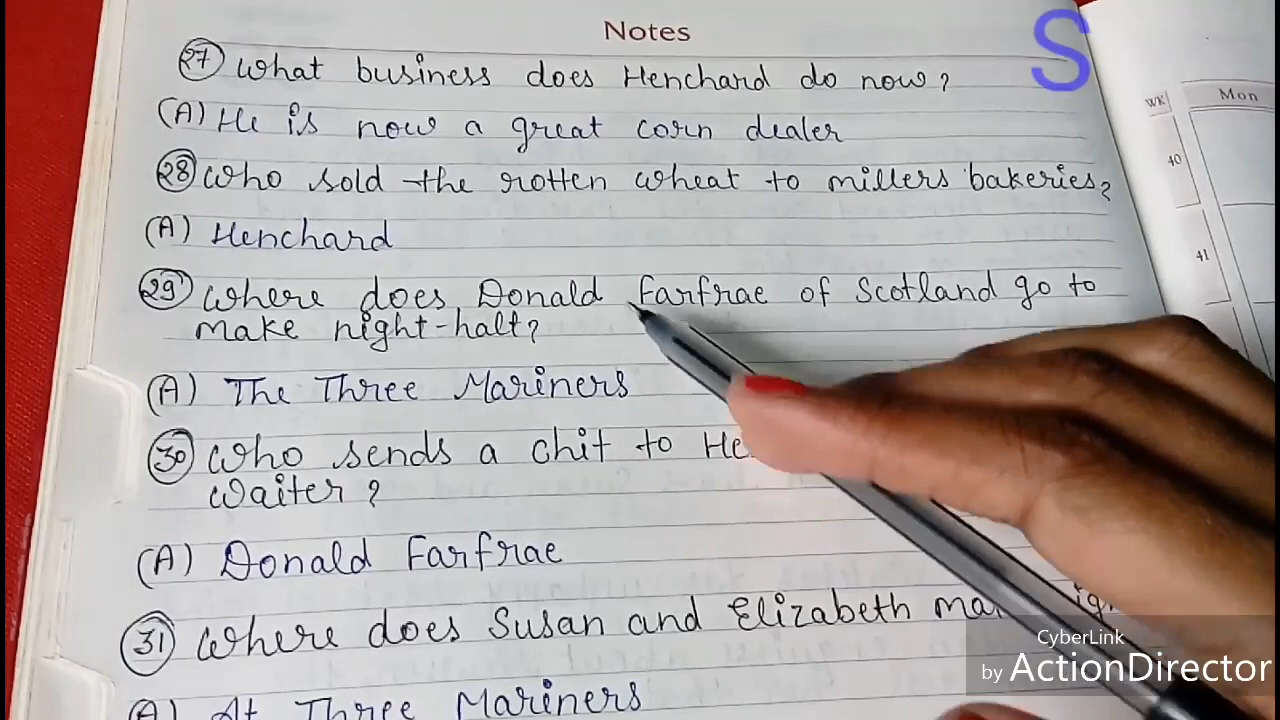 Notes
S
27 What business does Henchard do now?
(A) He is now a great corn dealer
28 Who sold the rotten wheat to millers bakeries?
(A) Henchard
29 Where does Donald Farfrae of Scotland go to
make night-halt?
(A) The Three Mariners
30 Who sends a chit to
waiter?
(A) Donald Farfrae
31 Where does Susan and Elizabeth
(A) At Three Mariners
WK Mon
40
41
CyberLink
by ActionDirector